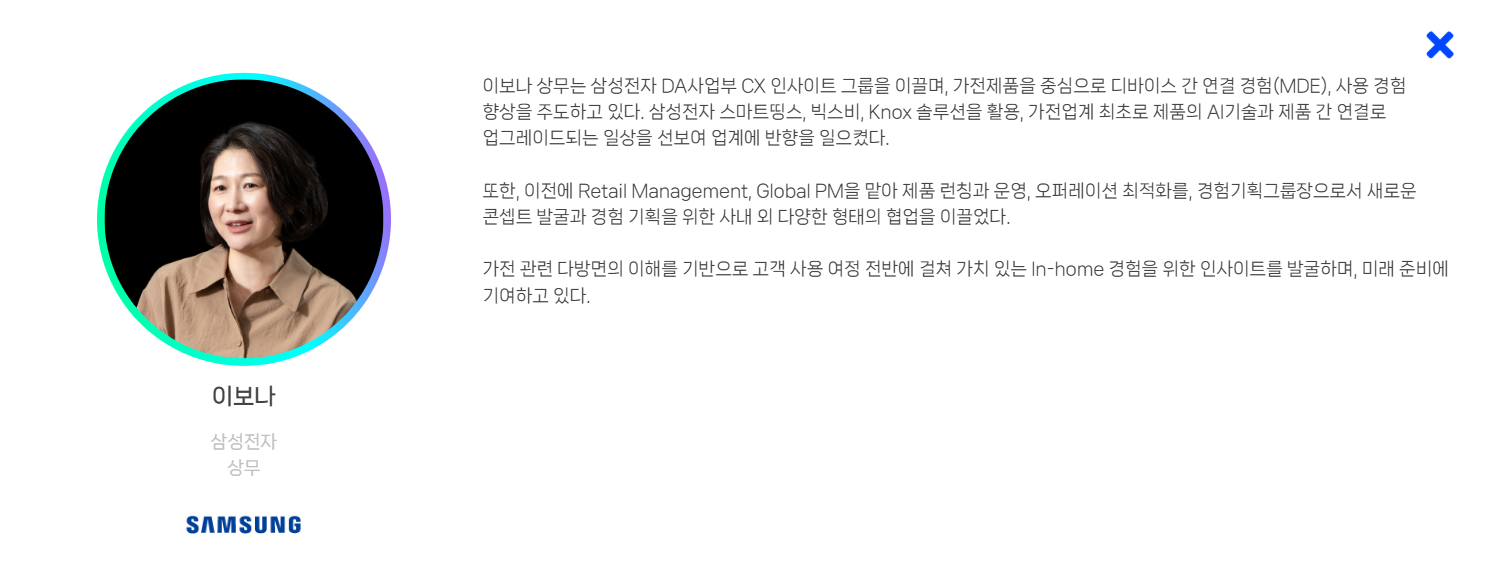 이보나 상무는 삼성전자 DA사업부 CX 인사이트 그룹을 이끌며, 가전제품을 중심으로 디바이스 간 연결 경험(MDE), 사용 경험
향상을 주도하고 있다. 삼성전자 스마트띵스, 빅스비, Knox 솔루션을 활용, 가전업계 최초로 제품의 AI기술과 제품 간 연결로
업그레이드되는 일상을 선보여 업계에 반향을 일으켰다.
또한, 이전에 Retail Management, Global PM을 맡아 제품 런칭과 운영, 오퍼레이션 최적화를, 경험기획그룹장으로서 새로운
콘셉트 발굴과 경험 기획을 위한 사내 외 다양한 형태의 협업을 이끌었다.
가전 관련 다방면의 이해를 기반으로 고객 사용 여정 전반에 걸쳐 가치 있는 In-home 경험을 위한 인사이트를 발굴하며, 미래 준비에
기여하고 있다.
이보나
삼성전자
상무
SAMSUNG